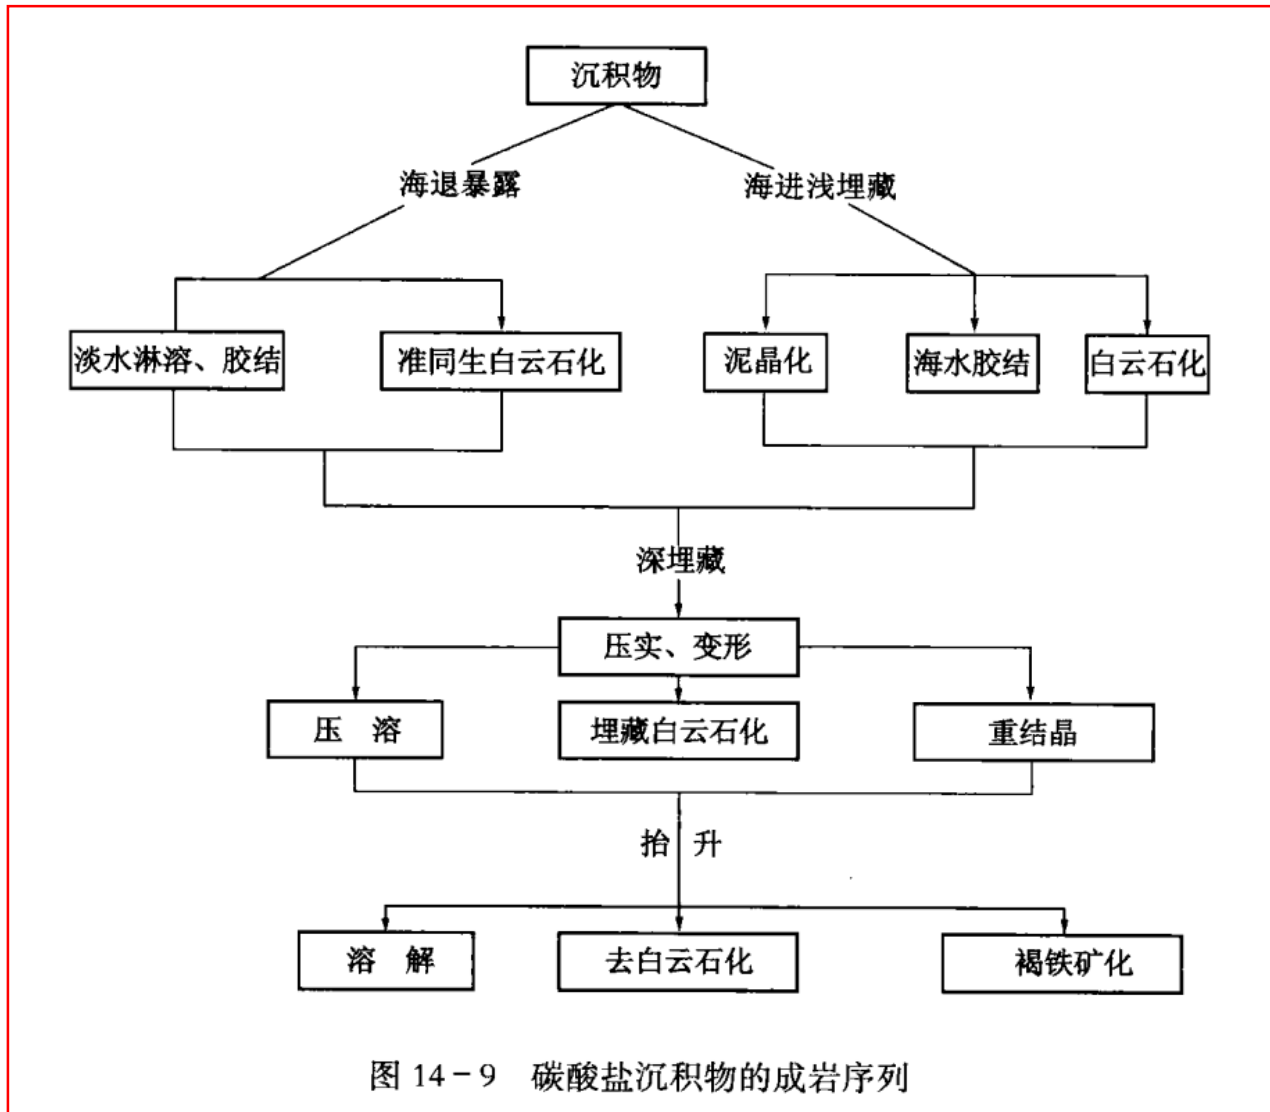 沉积物
海退暴露
海进浅埋藏
淡水淋溶、胶结
准同生白云石化
泥晶化
海水胶结
白云石化
深埋藏
压实、变形
压 溶
埋藏白云石化
重结晶
抬 升
溶 解
去白云石化
褐铁矿化
图 14-9 碳酸盐沉积物的成岩序列